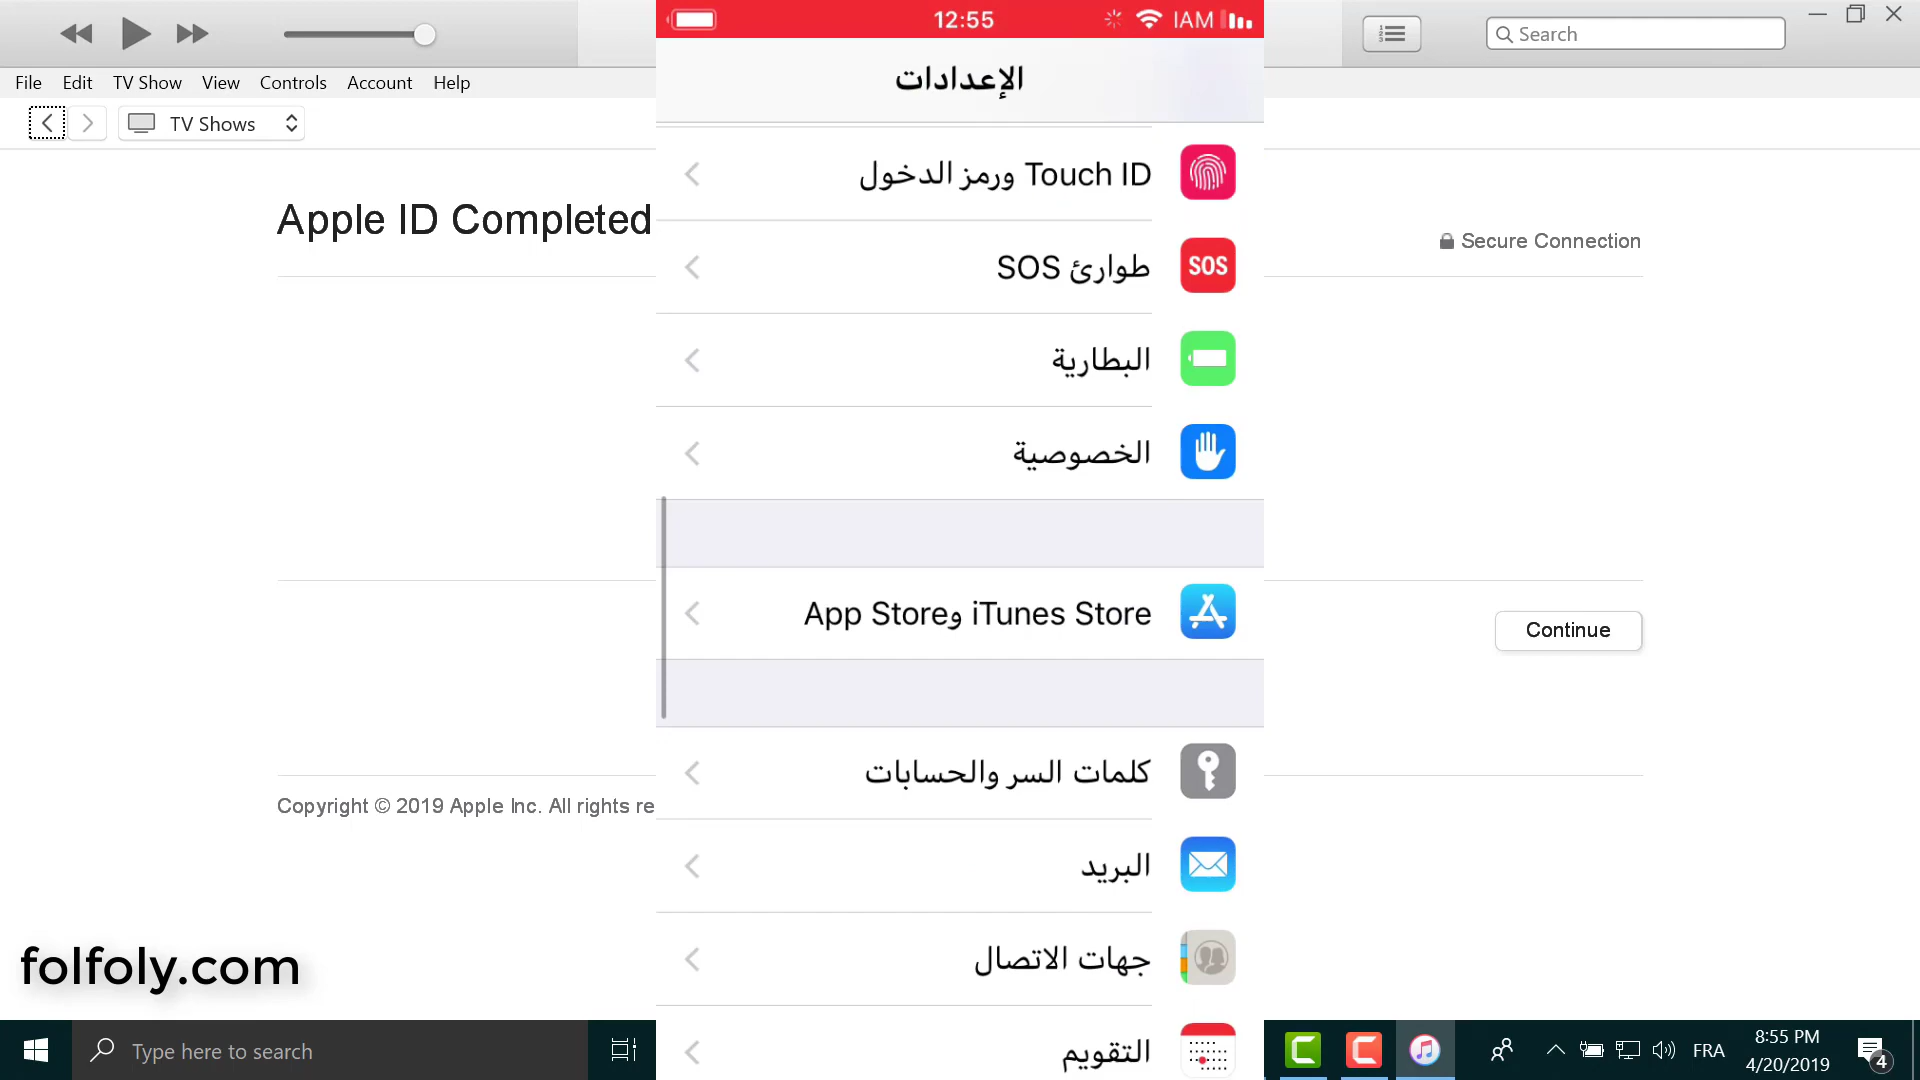 12:55
IAM
Search
File Edit TV Show View Controls Account Help
TV Shows
الإعدادات
Touch ID ورمز الدخول
Apple ID Completed
Secure Connection
طوارئ SOS
SOS
البطارية
الخصوصية
iTunes Store وApp Store
Continue
كلمات السر والحسابات
Copyright © 2019 Apple Inc. All rights re
البريد
جهات الاتصال
folfoly.com
التقويم
Type here to search
FRA
8:55 PM
4/20/2019
4